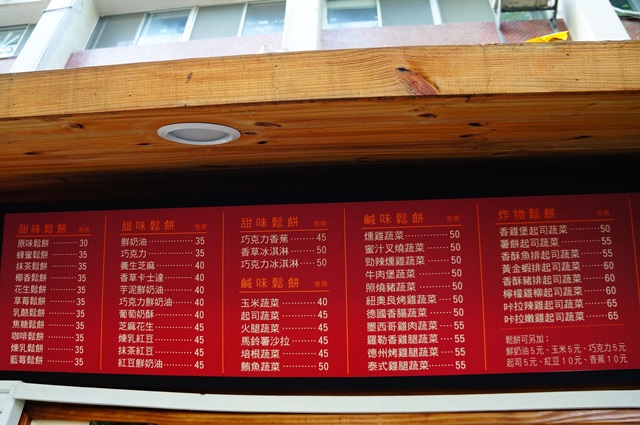 甜味鬆餅 售價
原味鬆餅 ……… 30
蜂蜜鬆餅 ……… 35
抹茶鬆餅 ……… 35
椰香鬆餅 ……… 35
花生鬆餅 ……… 35
草莓鬆餅 ……… 35
乳酪鬆餅 ……… 35
焦糖鬆餅 ……… 35
咖啡鬆餅 ……… 35
煉乳鬆餅 ……… 35
藍莓鬆餅 ……… 35
甜味鬆餅 售價
鮮奶油 ……… 35
巧克力 ……… 35
養生芝麻 ……… 40
香草卡士達 ……… 40
芋泥鮮奶油 ……… 40
巧克力鮮奶油 ……… 40
葡萄奶酥 ……… 40
芝麻花生 ……… 45
煉乳紅豆 ……… 45
抹茶紅豆 ……… 45
紅豆鮮奶油 ……… 45
甜味鬆餅 售價
巧克力香蕉 ……… 45
香草冰淇淋 ……… 50
巧克力冰淇淋 ……… 50
鹹味鬆餅 售價
玉米蔬菜 ……… 40
起司蔬菜 ……… 40
火腿蔬菜 ……… 45
馬鈴薯沙拉 ……… 45
培根蔬菜 ……… 45
鮪魚蔬菜 ……… 50
鹹味鬆餅 售價
燻雞蔬菜 ……… 50
蜜汁叉燒蔬菜 ……… 50
勁辣燻雞蔬菜 ……… 50
牛肉堡蔬菜 ……… 50
照燒豬蔬菜 ……… 50
紐奧良烤雞蔬菜 ……… 50
德國香腸蔬菜 ……… 50
墨西哥雞肉蔬菜 ……… 55
羅勒香雞腿蔬菜 ……… 55
德州烤雞腿蔬菜 ……… 55
泰式雞腿蔬菜 ……… 55
炸物鬆餅 售價
香雞堡起司蔬菜 ……… 50
薯餅起司蔬菜 ……… 55
香酥魚排起司蔬菜 ……… 55
黃金蝦排起司蔬菜 ……… 60
香酥豬排起司蔬菜 ……… 60
檸檬雞柳起司蔬菜 ……… 60
咔拉辣雞起司蔬菜 ……… 65
咔拉嫩雞起司蔬菜 ……… 65
鬆餅可另加：
鮮奶油5元、玉米5元、巧克力5元
起司5元、紅豆10元、香蕉10元